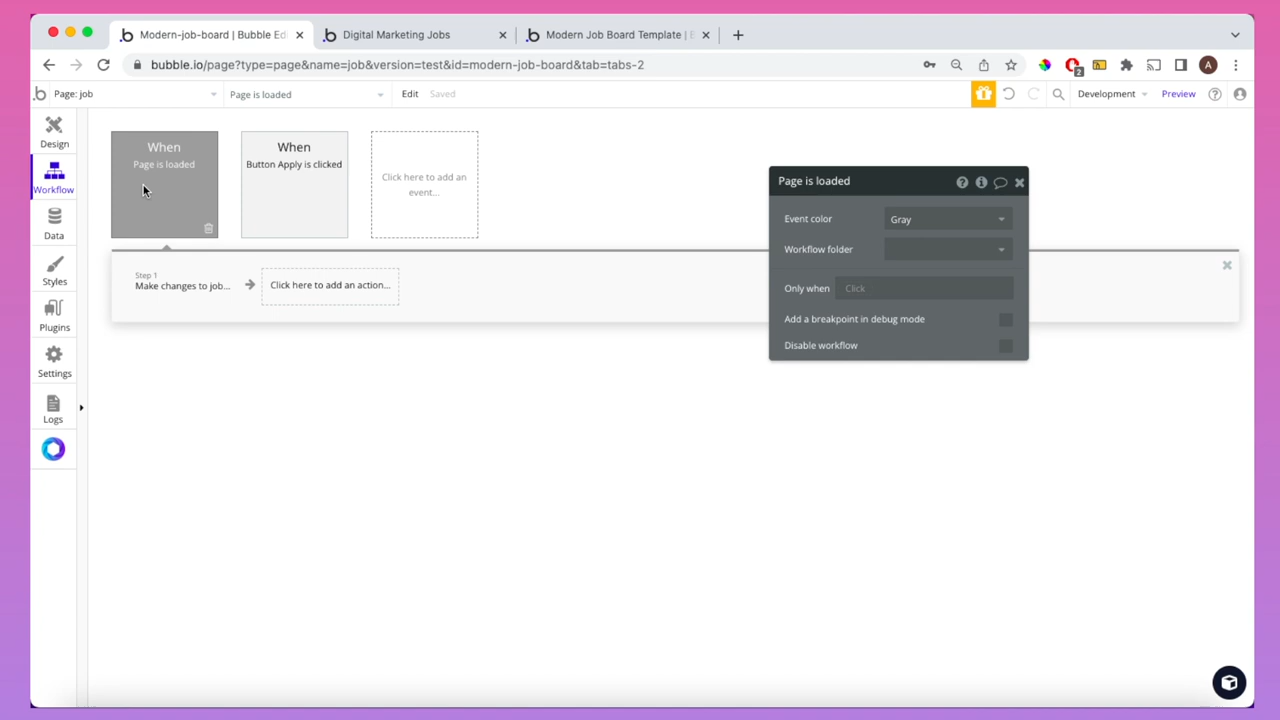 Modern-job-board | Bubble Edi
Digital Marketing Jobs
Modern Job Board Template | B
bubble.io/page?type=page&name=job&version=test&id=modern-job-board&tab=tabs-2
2
A
b
Page: job
Page is loaded
Edit
Saved
Development
Preview
Design
Workflow
Data
Styles
Plugins
Settings
Logs
When
Page is loaded
When
Button Apply is clicked
Click here to add an
event...
Step 1
Make changes to job...
Click here to add an action...
Page is loaded
Event color
Gray
Workflow folder
Only when
Click
Add a breakpoint in debug mode
Disable workflow